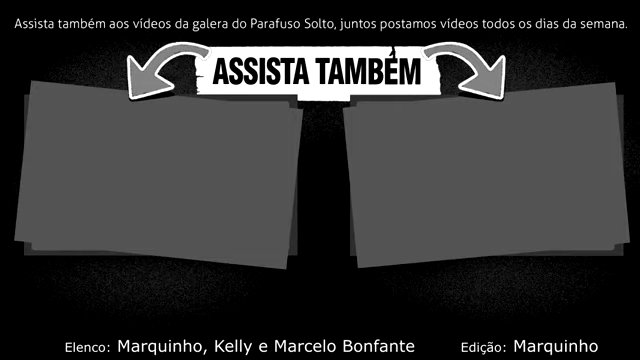 Assista também aos vídeos da galera do Parafuso Solto, juntos postamos vídeos todos os dias da semana.
ASSISTA TAMBÉM
Elenco: Marquinho, Kelly e Marcelo Bonfante Edição: Marquinho